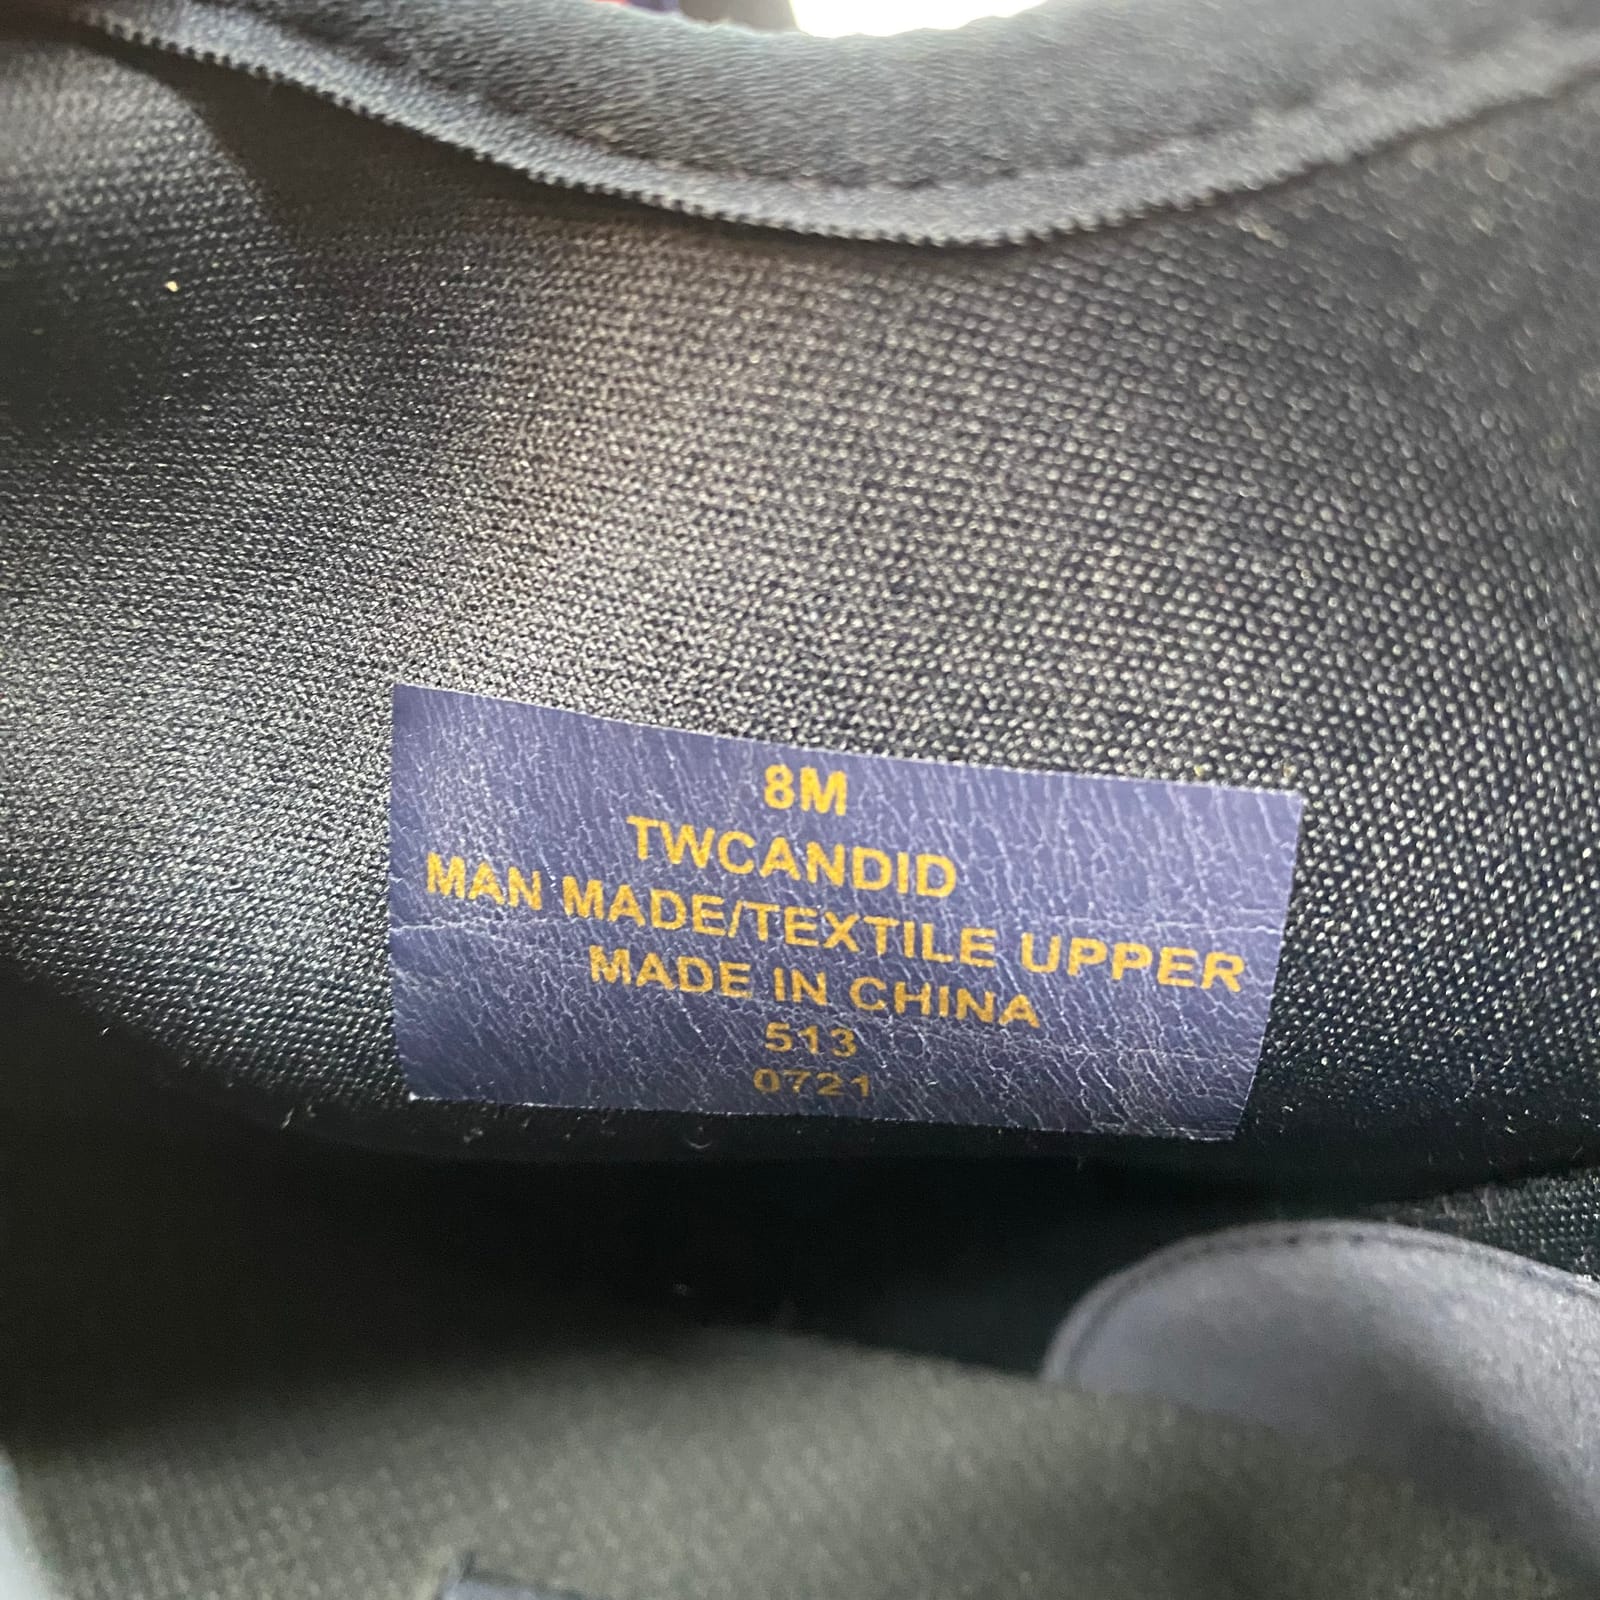 8M
TWCANDID
MAN MADE/TEXTILE UPPER
MADE IN CHINA
513
0721